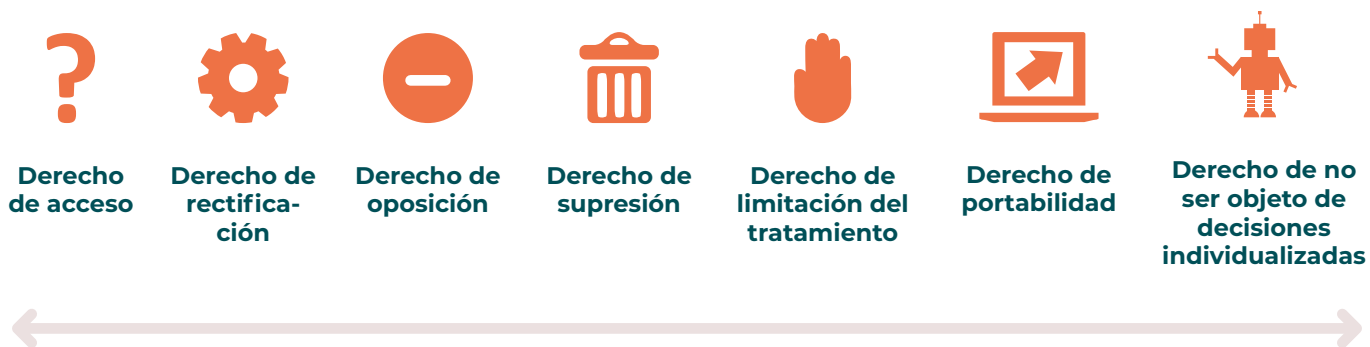 ?
Derecho
de acceso
Derecho de
rectifica-
ción
Derecho de
oposición
Derecho de
supresión
Derecho de
limitación del
tratamiento
Derecho de
portabilidad
Derecho de no
ser objeto de
decisiones
individualizadas